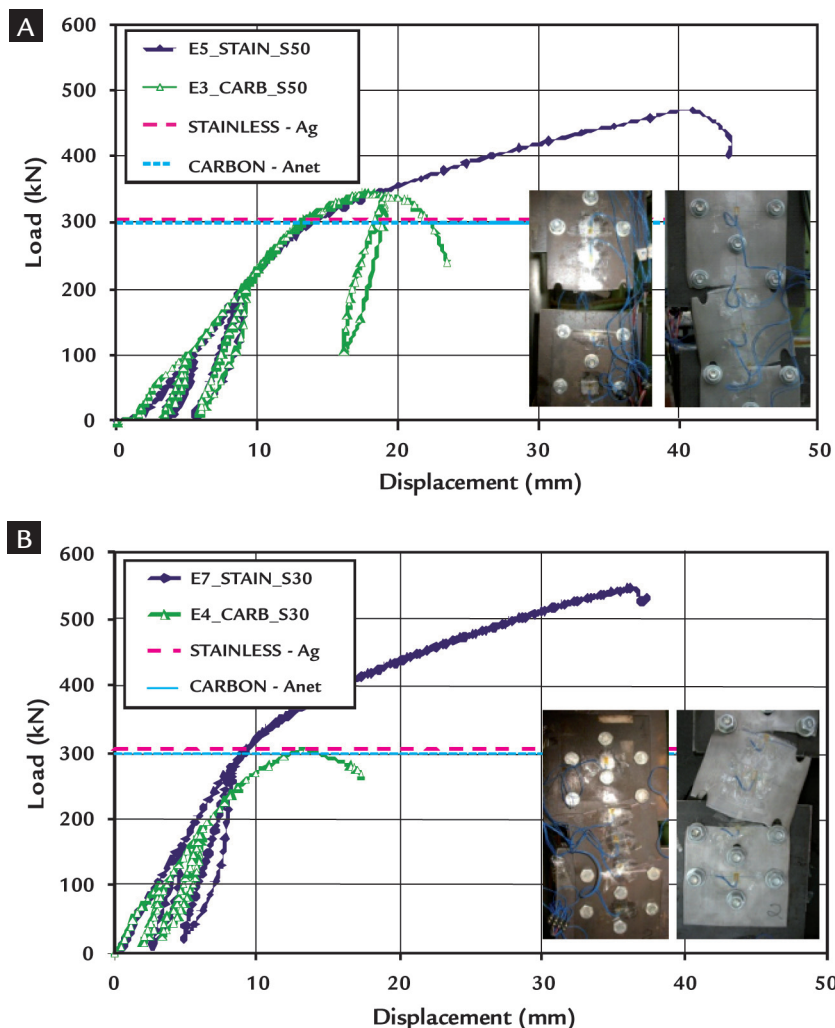 A
600
500
400
300
200
100
0
Load (kN)
E5_STAIN_S50
E3_CARB_S50
STAINLESS - Ag
CARBON - Anet
0 10 20 30 40 50
Displacement (mm)
B
600
500
400
300
200
100
0
Load (kN)
E7_STAIN_S30
E4_CARB_S30
STAINLESS - Ag
CARBON - Anet
2
0 10 20 30 40 50
Displacement (mm)